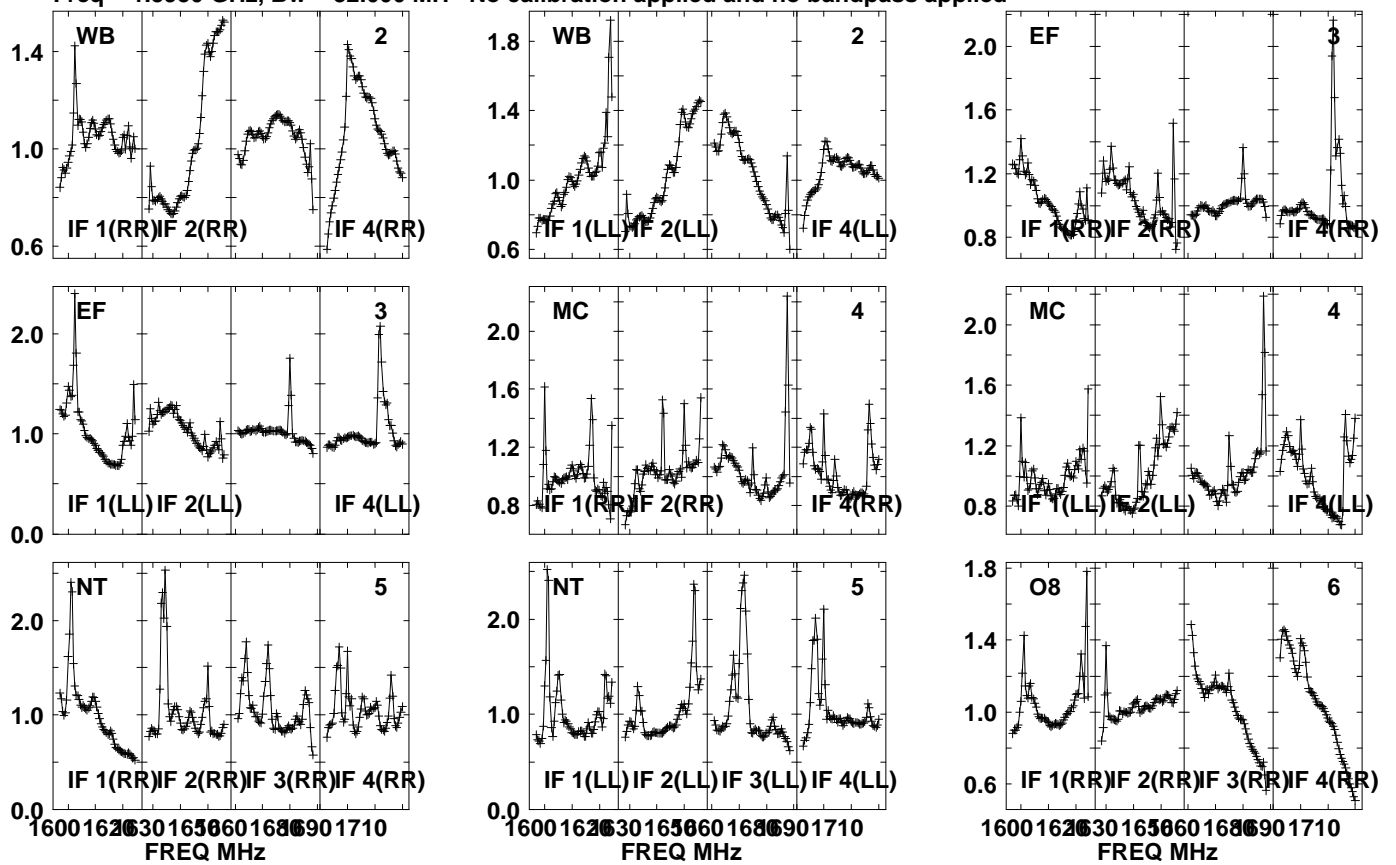 No calibration applied and no bandpass applied
WB 2 WB 2 EF 3
1.4 1.8 2.0
1.4 1.6
1.0 1.0 1.2
0.6 0.6 0.8
IF 1(RR) IF 2(RR) IF 4(RR) IF 1(LL) IF 2(LL) IF 4(LL) IF 1(RR) IF 2(RR) IF 4(RR)
EF 3 MC 4 MC 4
2.0 2.0 2.0
1.6 1.6
1.0 1.2 1.2
0.0 0.8 0.8
IF 1(LL) IF 2(LL) IF 4(LL) IF 1(RR) IF 2(RR) IF 4(RR) IF 1(LL) IF 2(LL) IF 4(LL)
NT 5 NT 5 O8 6
2.0 2.0 1.8
1.4
1.0 1.0 1.0
0.0 0.0 0.6
IF 1(RR) IF 2(RR) IF 3(RR) IF 4(RR) IF 1(LL) IF 2(LL) IF 3(LL) IF 4(LL) IF 1(RR) IF 2(RR) IF 3(RR) IF 4(RR)
1600 1620 1630 1650 1660 1680 1690 1710 1600 1620 1630 1650 1660 1680 1690 1710 1600 1620 1630 1650 1660 1680 1690 1710
FREQ MHz FREQ MHz FREQ MHz